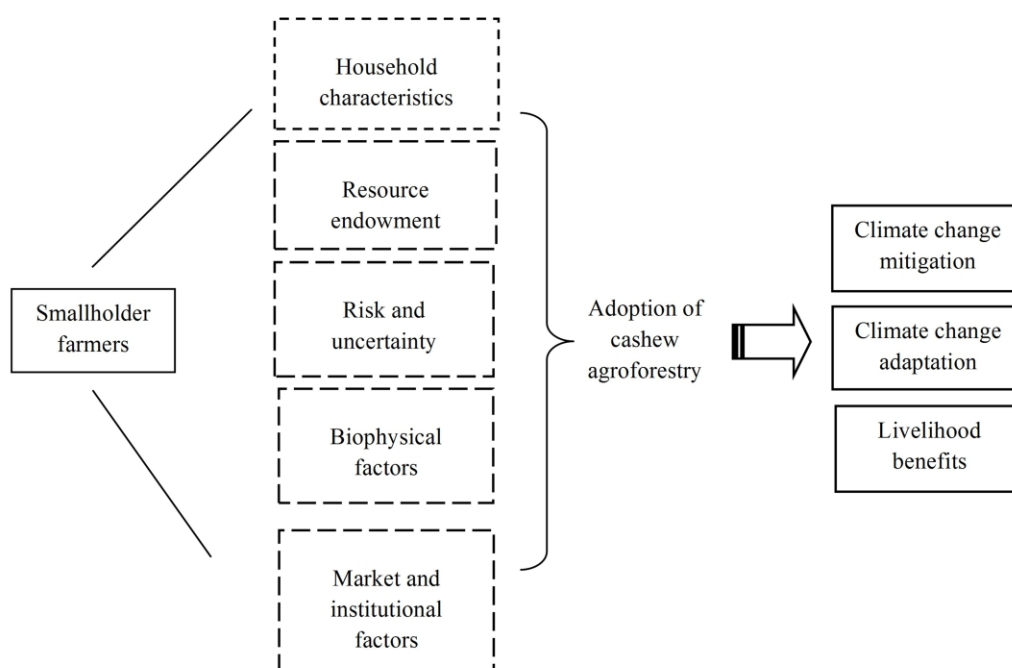 Smallholder
farmers
Household
characteristics
Resource
endowment
Risk and
uncertainty
Biophysical
factors
Market and
institutional
factors
Adoption of
cashew
agroforestry
Climate change
mitigation
Climate change
adaptation
Livelihood
benefits